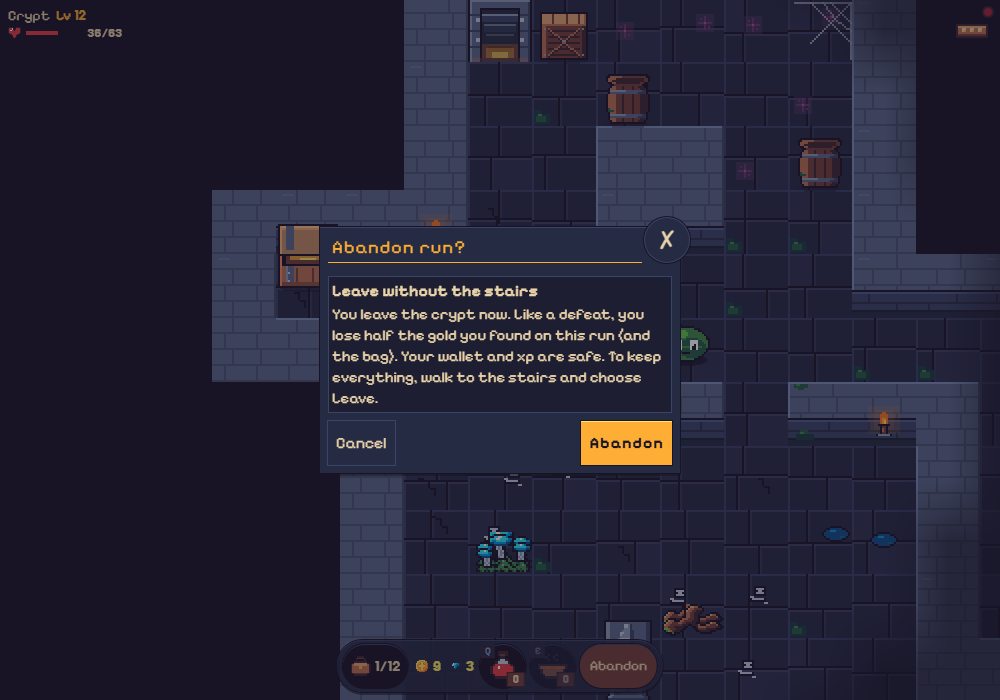 Crypt Lv 12
36/63
Abandon run?
X
Leave without the stairs
You leave the crypt now. Like a defeat, you
lose half the gold you found on this run (and
the bag). Your wallet and xp are safe. To keep
everything, walk to the stairs and choose
Leave.
Cancel
Abandon
1/12
9
3
Q
0
E
0
Abandon